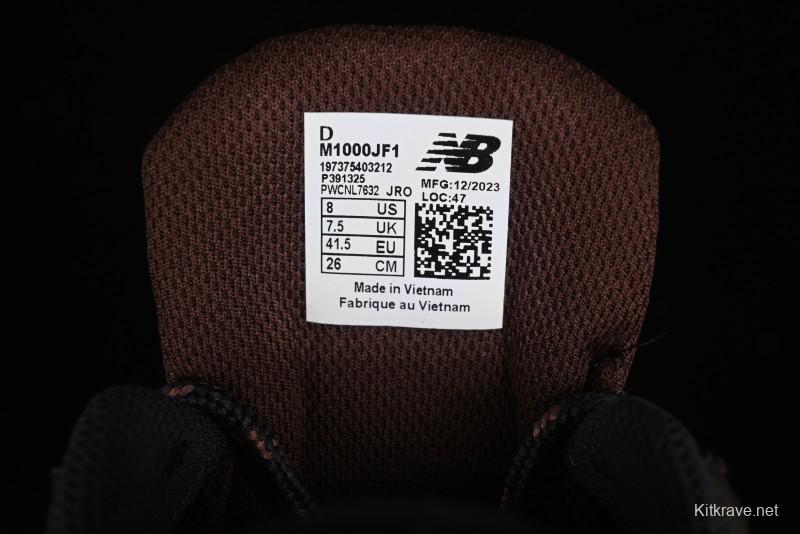 D
M1000JF1
197375403212
P391325
PWCNL7632 JRO
NB
MFG:12/2023
LOC:47
8 US
7.5 UK
41.5 EU
26 CM
Made in Vietnam
Fabrique au Vietnam
Kitkrave.net